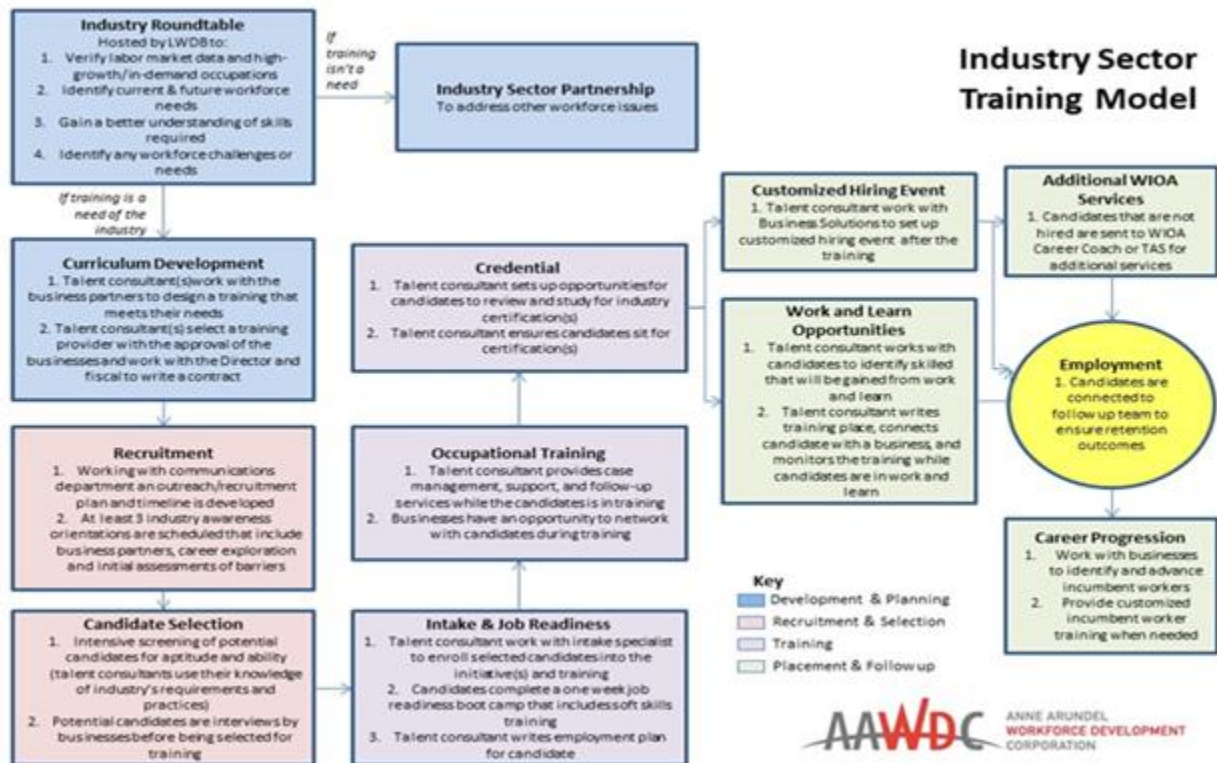 Industry Sector
Training Model
Industry Roundtable
Hosted by LWDB to:
1. Verify labor market data and high-
growth/in-demand occupations
2. Identify current & future workforce
needs
3. Gain a better understanding of skills
required
4. Identify any workforce challenges or
needs
If
training
isn't a
need
Industry Sector Partnership
To address other workforce issues
If training is a
need of the
industry
Curriculum Development
1. Talent consultant(s) work with the
business partners to design a training that
meets their needs
2. Talent consultant(s) select a training
provider with the approval of the
businesses and work with the Director and
fiscal to write a contract
Recruitment
1. Working with communications
department an outreach/recruitment
plan and timeline is developed
2. At least 3 industry awareness
orientations are scheduled that include
business partners, career exploration
and initial assessments of barriers
Candidate Selection
1. Intensive screening of potential
candidates for aptitude and ability
(talent consultants use their knowledge
of industry's requirements and
practices)
2. Potential candidates are interviews by
businesses before being selected for
training
Intake & Job Readiness
1. Talent consultant work with intake specialist
to enroll selected candidates into the
initiative(s) and training
2. Candidates complete a one week job
readiness boot camp that includes soft skills
training
3. Talent consultant writes employment plan
for candidate
Occupational Training
1. Talent consultant provides case
management, support, and follow-up
services while the candidates is in training
2. Businesses have an opportunity to network
with candidates during training
Credential
1. Talent consultant sets up opportunities for
candidates to review and study for industry
certification(s)
2. Talent consultant ensures candidates sit for
certification(s)
Customized Hiring Event
1. Talent consultant work with
Business Solutions to set up
customized hiring event after the
training
Work and Learn
Opportunities
1. Talent consultant works with
candidates to identify skilled
that will be gained from work
and learn
2. Talent consultant writes
training place, connects
candidate with a business, and
monitors the training while
candidates are in work and
learn
Additional WIOA
Services
1. Candidates that are not
hired are sent to WIOA
Career Coach or TAS for
additional services
Employment
1. Candidates are
connected to
follow up team to
ensure retention
outcomes
Career Progression
1. Work with businesses
to identify and advance
incumbent workers
2. Provide customized
incumbent worker
training when needed
Key
Development & Planning
Recruitment & Selection
Training
Placement & Follow up
AAWDC
ANNE ARUNDEL
WORKFORCE DEVELOPMENT
CORPORATION